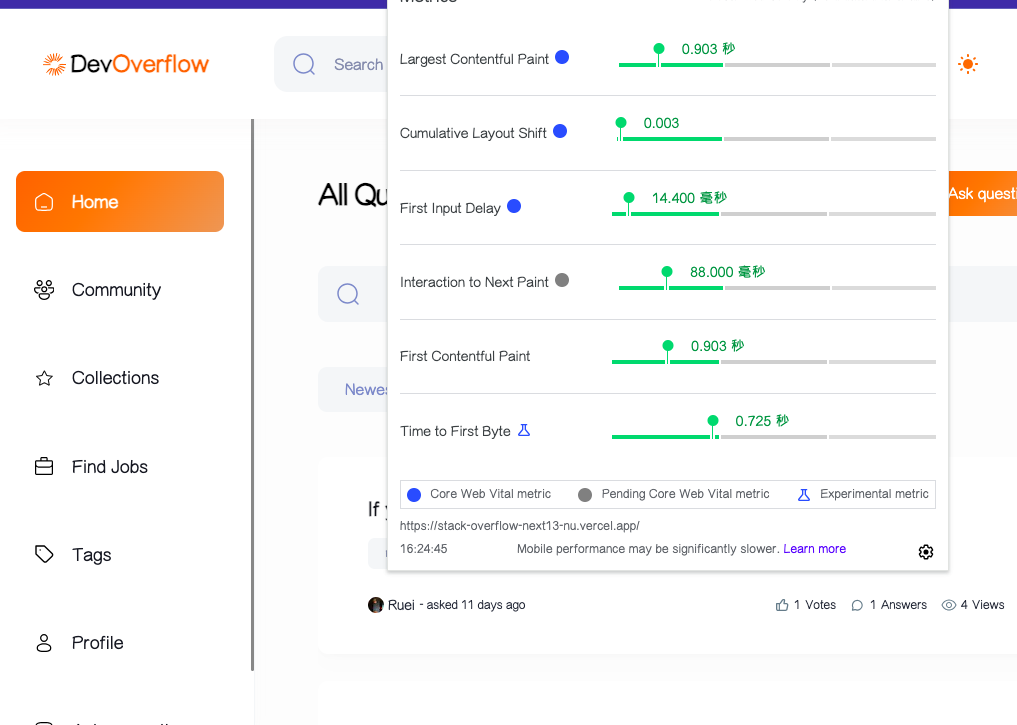 DevOverflow
Search
Home
Community
Collections
Find Jobs
Tags
Profile
All Qu
Ask questi
Newes
If y
Ruei - asked 11 days ago
1 Votes
1 Answers
4 Views
Metrics
Largest Contentful Paint
0.903 秒
Cumulative Layout Shift
0.003
First Input Delay
14.400 毫秒
Interaction to Next Paint
88.000 毫秒
First Contentful Paint
0.903 秒
Time to First Byte
0.725 秒
Core Web Vital metric
Pending Core Web Vital metric
Experimental metric
https://stack-overflow-next13-nu.vercel.app/
16:24:45
Mobile performance may be significantly slower. Learn more